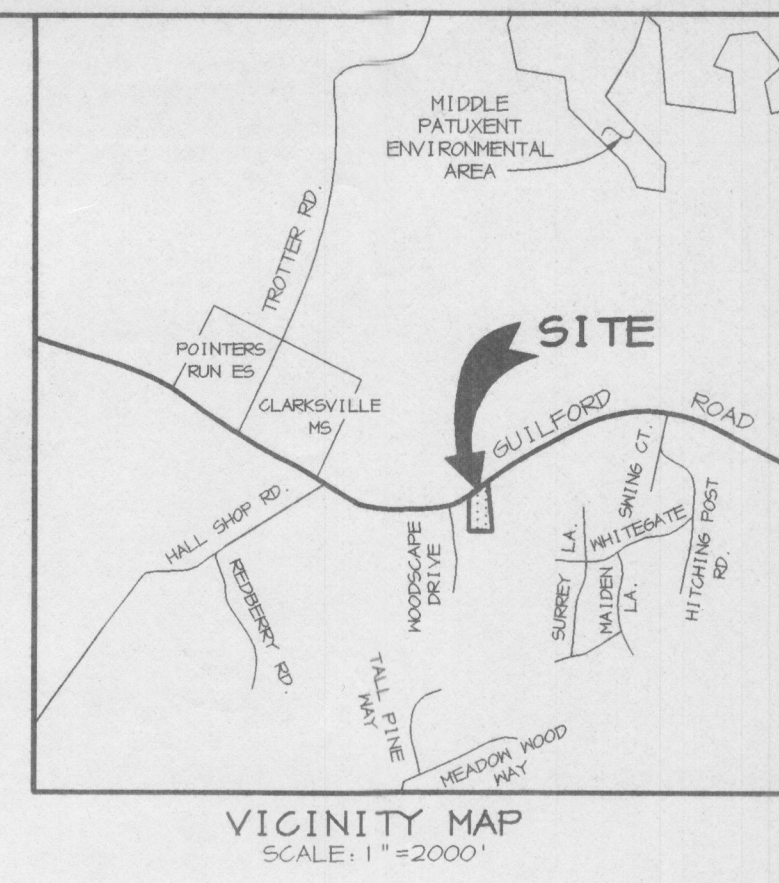 MIDDLE
PATUXENT
ENVIRONMENTAL
AREA
TROTTER RD.
SITE
POINTERS
RUN ES
CLARKSVILLE
MS
GUILFORD ROAD
SWING CT.
HALL SHOP RD.
WOODSCAPE
DRIVE
SURREY LA.
WHITEGATE
MAIDEN
LA.
HITCHING POST
RD.
REDBERRY RD.
TALL PINE
WAY
MEADOW WOOD
WAY
VICINITY MAP
SCALE: 1"=2000'